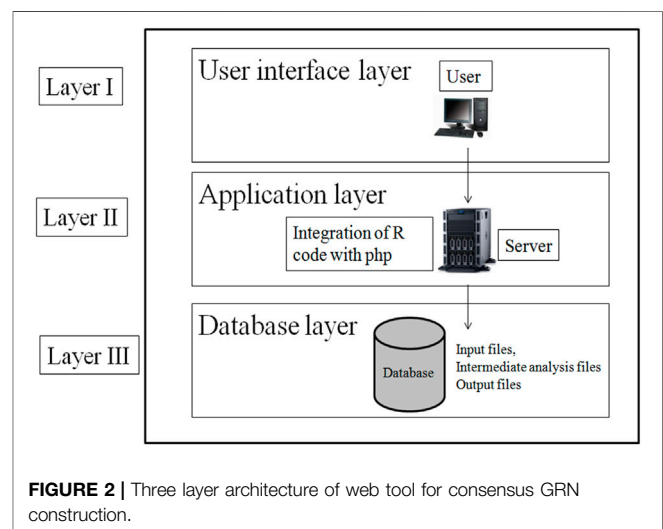 Layer I
User interface layer
User
Layer II
Application layer
Integration of R
code with php
Server
Layer III
Database layer
Database
Input files,
Intermediate analysis files
Output files
FIGURE 2 | Three layer architecture of web tool for consensus GRN
construction.